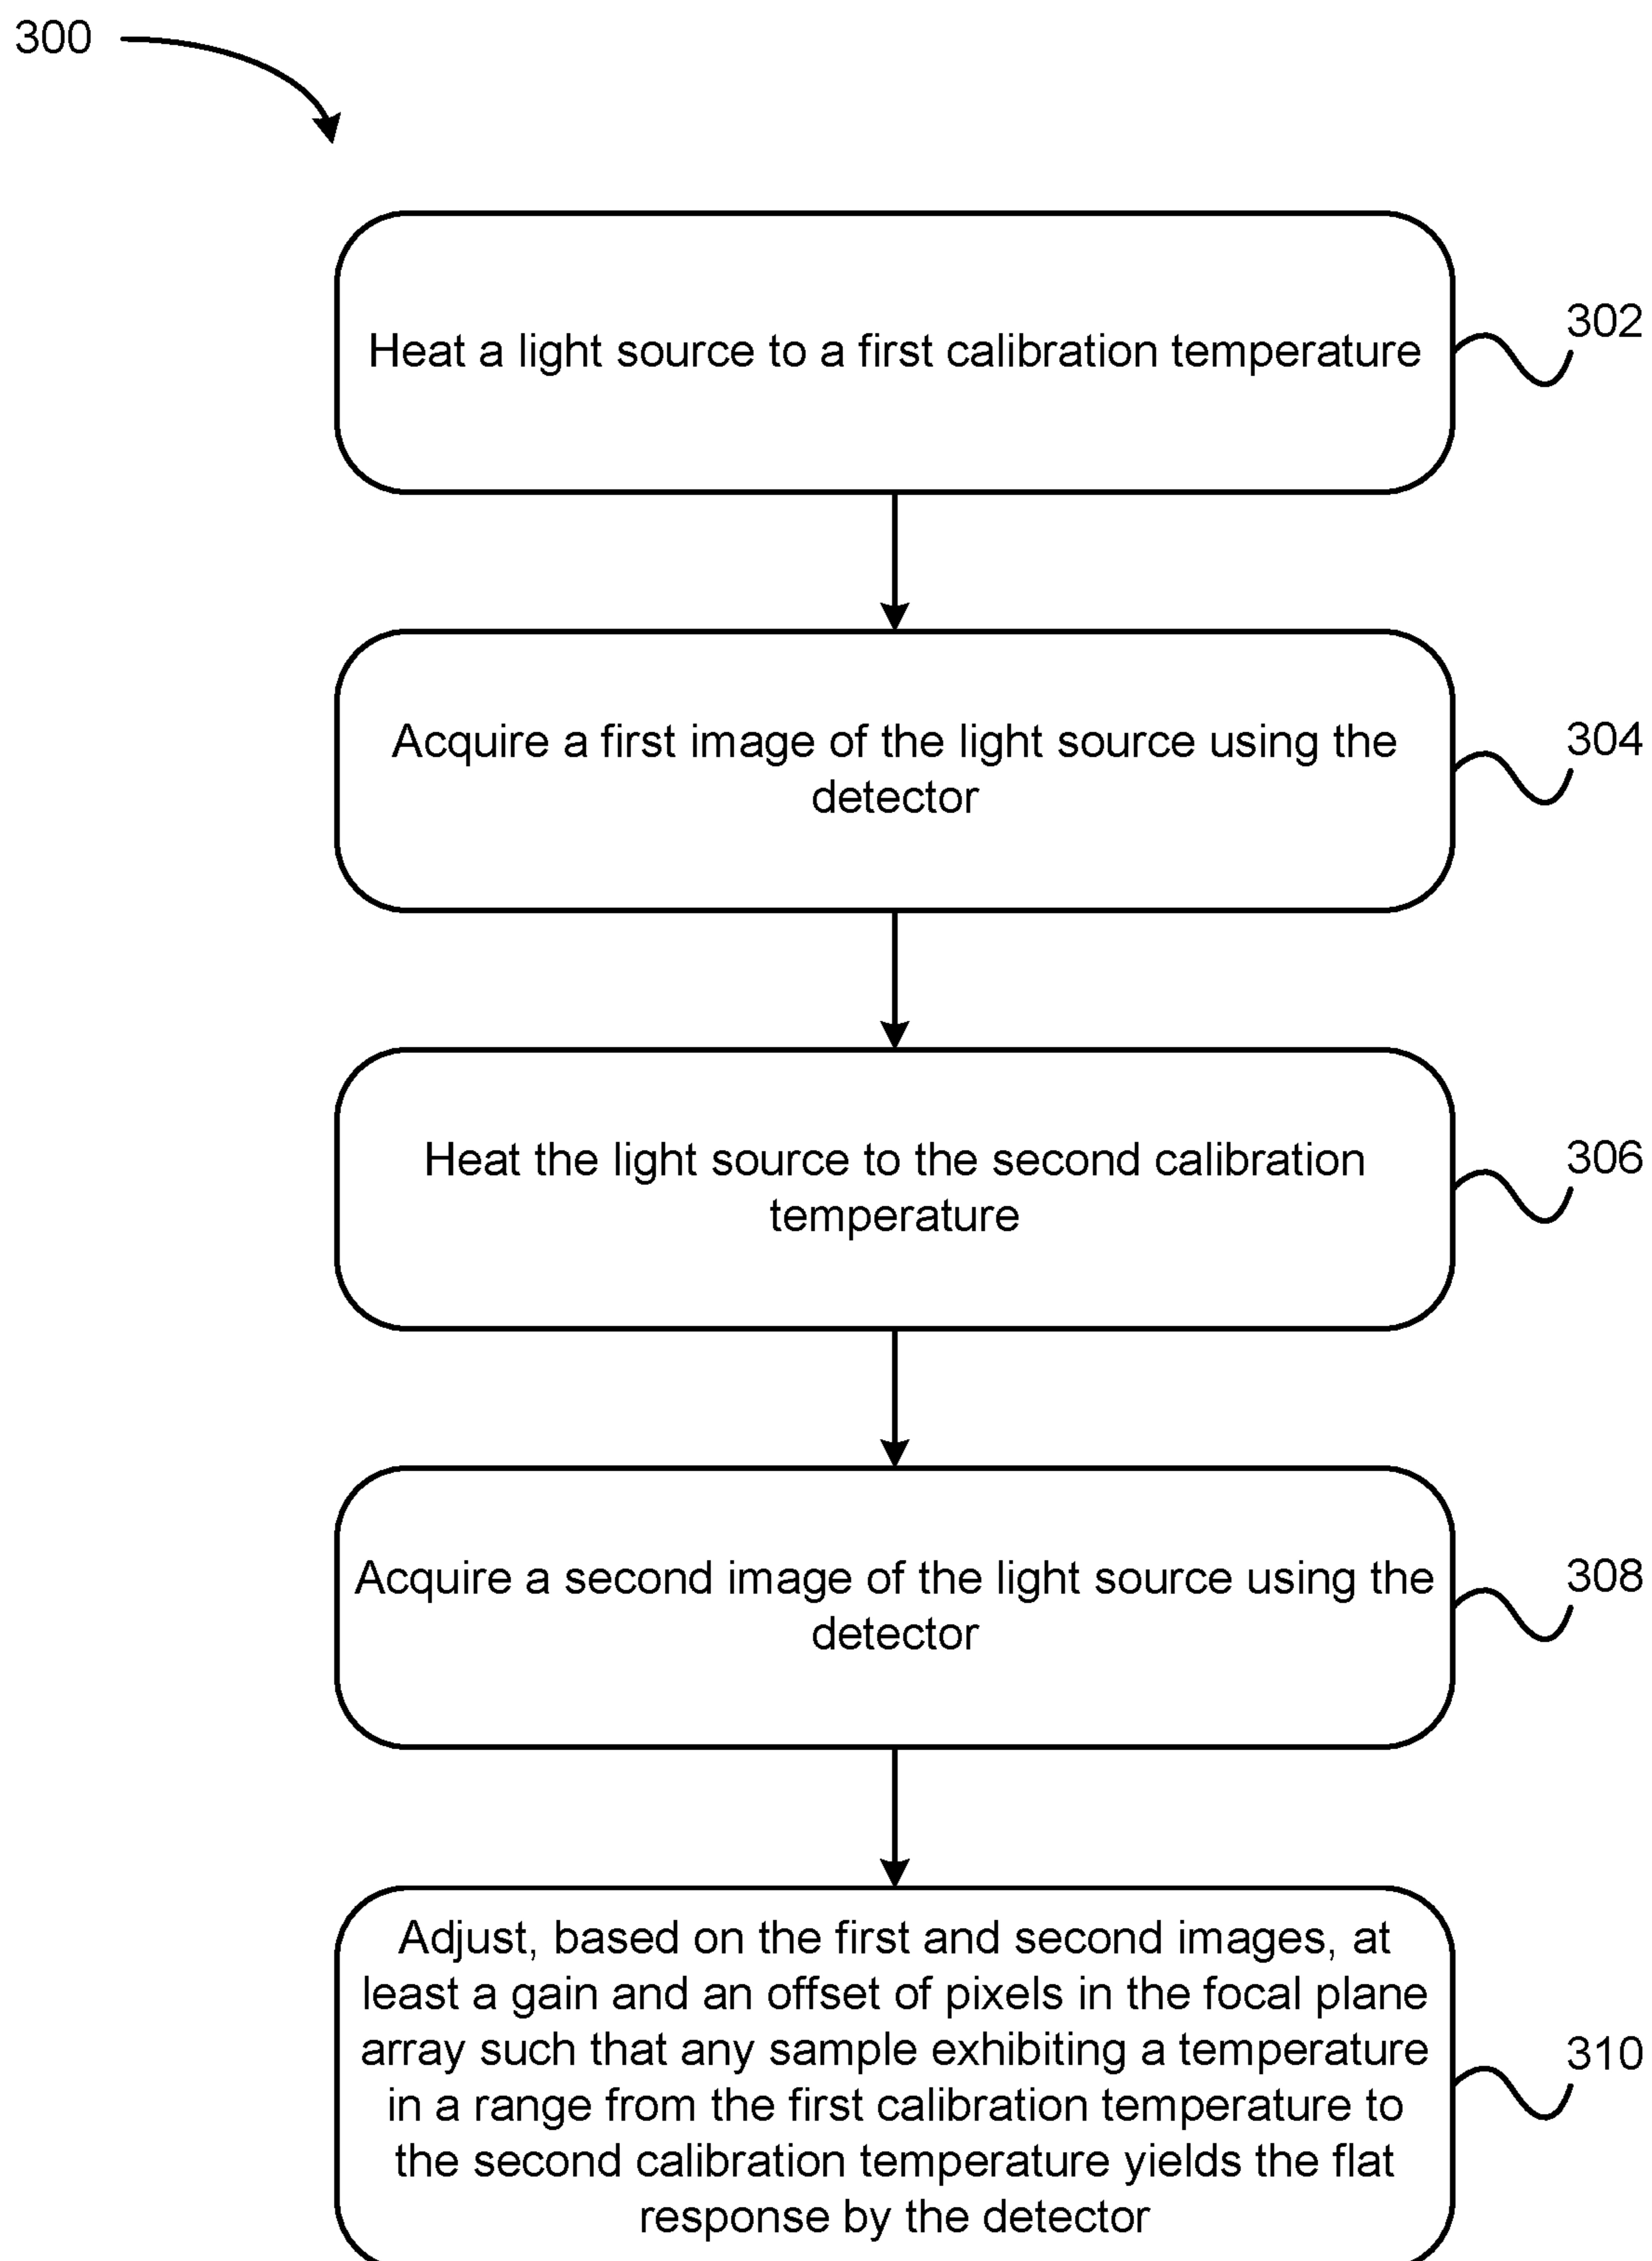 300
Heat a light source to a first calibration temperature
302
Acquire a first image of the light source using the
detector
304
Heat the light source to the second calibration
temperature
306
Acquire a second image of the light source using the
detector
308
Adjust, based on the first and second images, at
least a gain and an offset of pixels in the focal plane
array such that any sample exhibiting a temperature
in a range from the first calibration temperature to
the second calibration temperature yields the flat
response by the detector
310